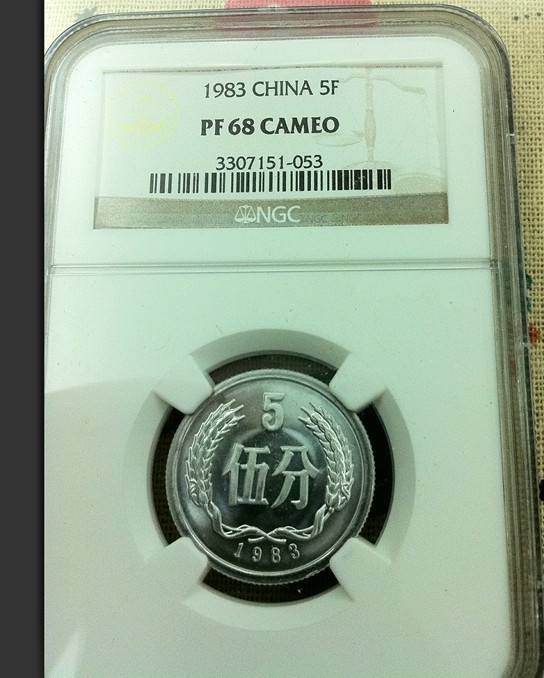 1983 CHINA 5F
PF 68 CAMEO
3307151-053
NGC
5
伍分
1983